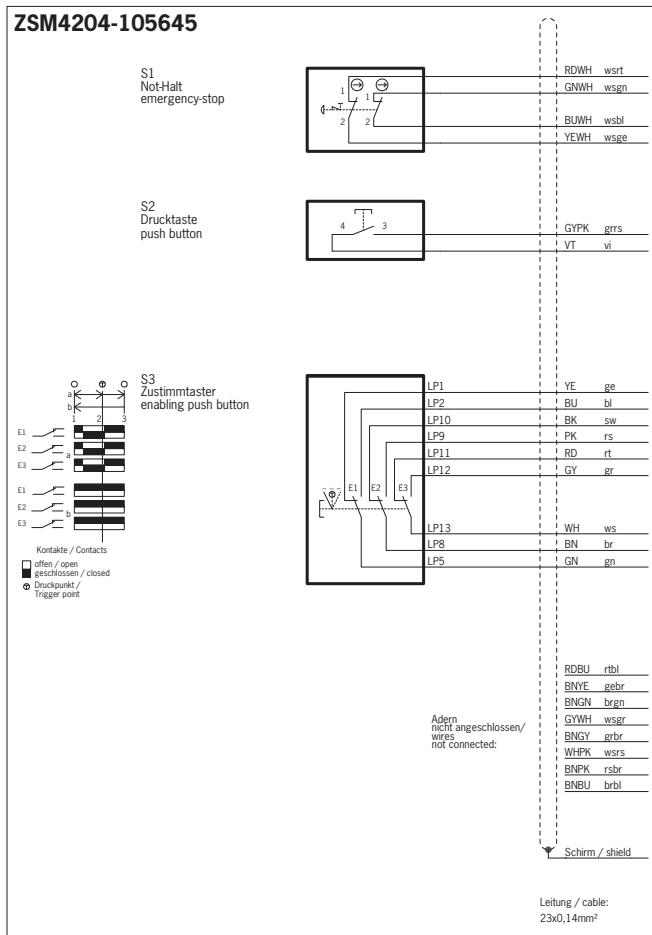 ZSM4204-105645
S1
Not-Halt
emergency-stop
1 1
2 2
RDWH wsrt
GNWH wsgn
BUWH wsbl
YEWH wsge
S2
Drucktaste
push button
4 3
GYPK grrs
VT vi
S3
Zustimmtaster
enabling push button
a
b
1 2 3
E1
E2 a
E3
E1
E2 b
E3
Kontakte / Contacts
offen / open
geschlossen / closed
Druckpunkt /
Trigger point
E1 E2 E3
LP1 YE ge
LP2 BU bl
LP10 BK sw
LP9 PK rs
LP11 RD rt
LP12 GY gr
LP13 WH ws
LP8 BN br
LP5 GN gn
Adern
nicht angeschlossen/
wires
not connected:
RDBU rtbl
BNYE gebr
BNGN brgn
GYWH wsgr
BNGY grbr
WHPK wsrs
BNPK rsbr
BNBU brbl
Schirm / shield
Leitung / cable:
23x0,14mm²